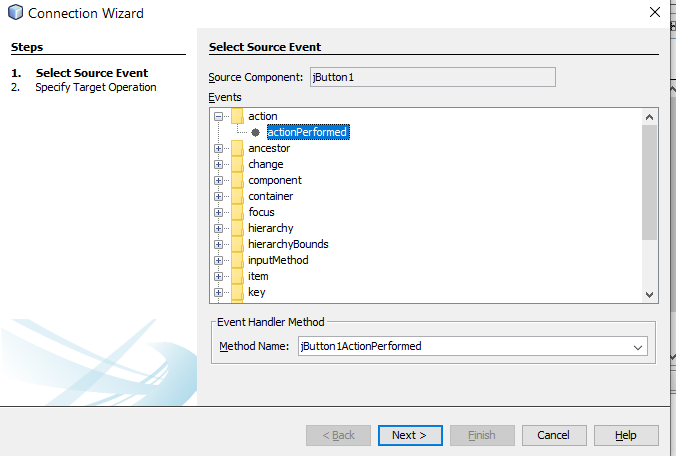 Connection Wizard
Steps
1. Select Source Event
2. Specify Target Operation
Select Source Event
Source Component: jButton1
Events
action
actionPerformed
ancestor
change
component
container
focus
hierarchy
hierarchyBounds
inputMethod
item
key
Event Handler Method
Method Name: jButton1ActionPerformed
< Back Next > Finish Cancel Help